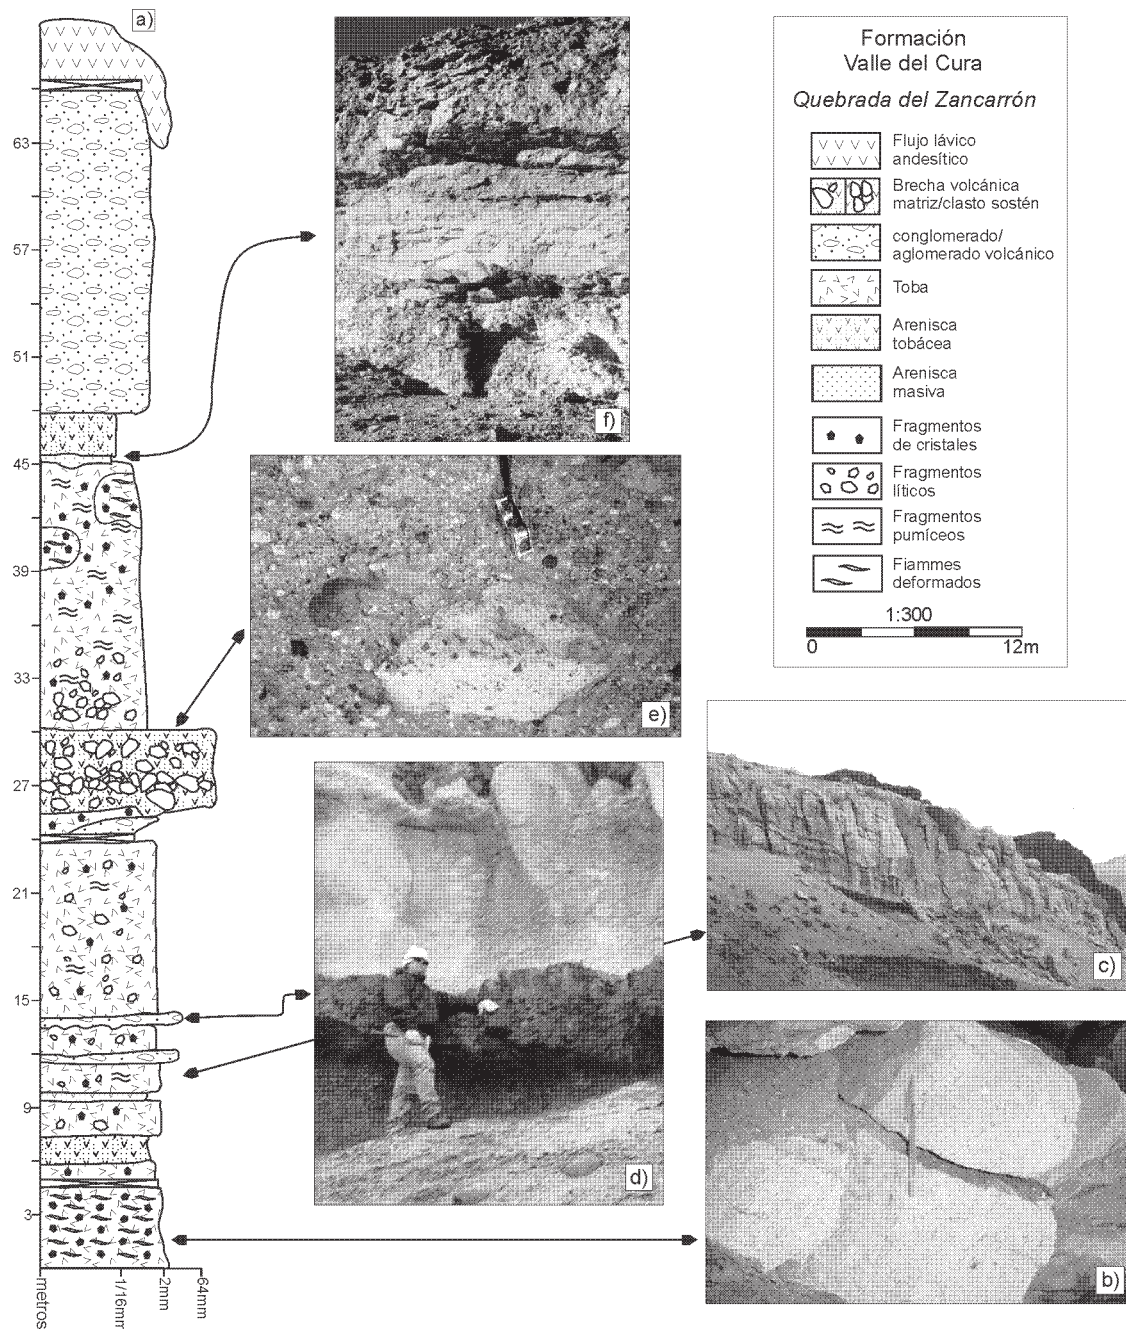 a)
63
57
51
45
39
33
27
21
15
9
3
metros
1/16mm
2mm
64mm
f)
e)
d)
c)
b)
Formación
Valle del Cura
Quebrada del Zancarrón
Flujo lávico
andesítico
Brecha volcánica
matriz/clasto sostén
conglomerado/
aglomerado volcánico
Toba
Arenisca
tobácea
Arenisca
masiva
Fragmentos
de cristales
Fragmentos
líticos
Fragmentos
pumíceos
Fiammes
deformados
1:300
0 12m